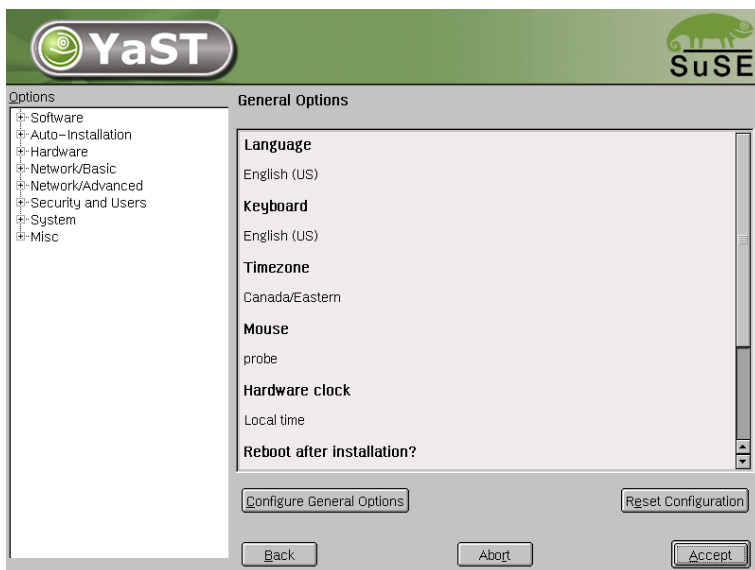 YaST
SuSE
Options
Software
Auto-Installation
Hardware
Network/Basic
Network/Advanced
Security and Users
System
Misc
General Options
Language
English (US)
Keyboard
English (US)
Timezone
Canada/Eastern
Mouse
probe
Hardware clock
Local time
Reboot after installation?
Configure General Options
Reset Configuration
Back
Abort
Accept